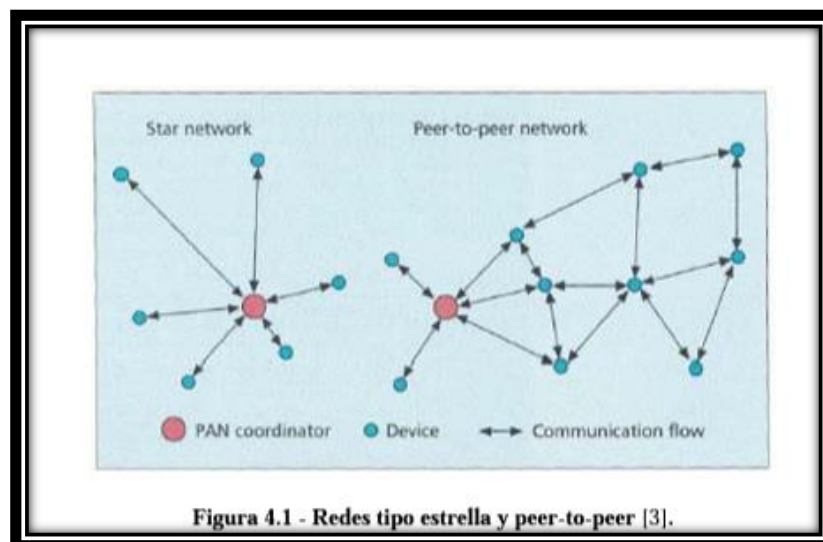 Star network
Peer-to-peer network
PAN coordinator
Device
Communication flow
Figura 4.1 - Redes tipo estrella y peer-to-peer [3].